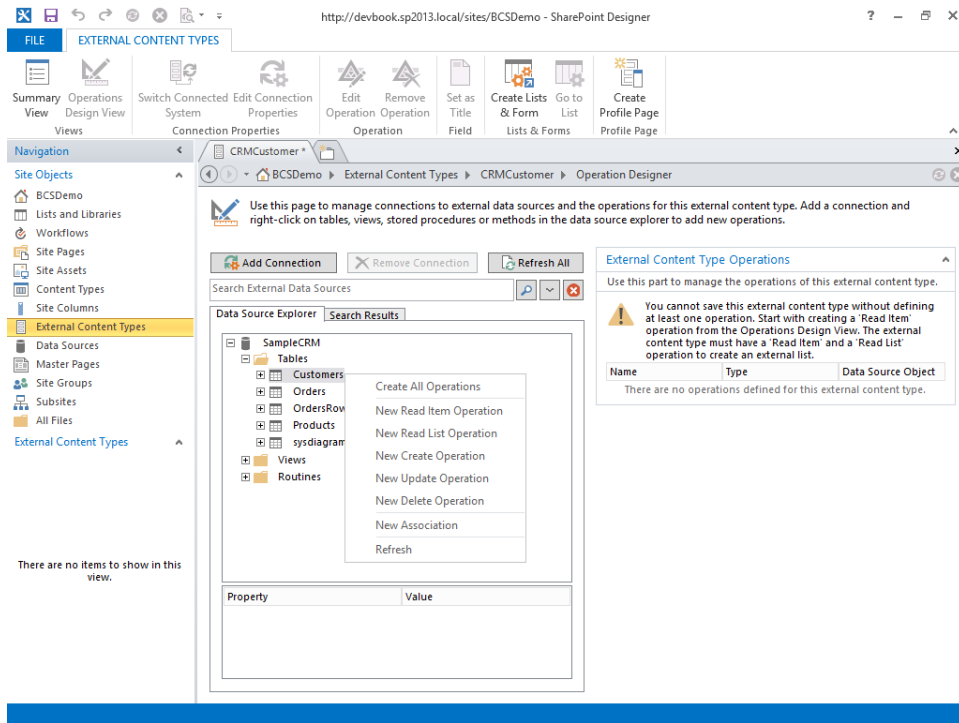 http://devbook.sp2013.local/sites/BCSDemo - SharePoint Designer
FILE
EXTERNAL CONTENT TYPES
Summary View
Operations Design View
Views
Switch Connected System
Edit Connection Properties
Connection Properties
Edit Operation
Remove Operation
Operation
Set as Title
Field
Create Lists & Form
Go to List
Lists & Forms
Create Profile Page
Profile Page
Navigation
CRMCustomer *
Site Objects
BCSDemo
Lists and Libraries
Workflows
Site Pages
Site Assets
Content Types
Site Columns
External Content Types
Data Sources
Master Pages
Site Groups
Subsites
All Files
External Content Types
There are no items to show in this
view.
BCSDemo
External Content Types
CRMCustomer
Operation Designer
Use this page to manage connections to external data sources and the operations for this external content type. Add a connection and
right-click on tables, views, stored procedures or methods in the data source explorer to add new operations.
Add Connection
Remove Connection
Refresh All
Search External Data Sources
Data Source Explorer
Search Results
SampleCRM
Tables
Customers
Orders
OrdersRow
Products
sysdiagram
Views
Routines
Create All Operations
New Read Item Operation
New Read List Operation
New Create Operation
New Update Operation
New Delete Operation
New Association
Refresh
Property
Value
External Content Type Operations
Use this part to manage the operations of this external content type.
You cannot save this external content type without defining
at least one operation. Start with creating a 'Read Item'
operation from the Operations Design View. The external
content type must have a 'Read Item' and a 'Read List'
operation to create an external list.
Name
Type
Data Source Object
There are no operations defined for this external content type.